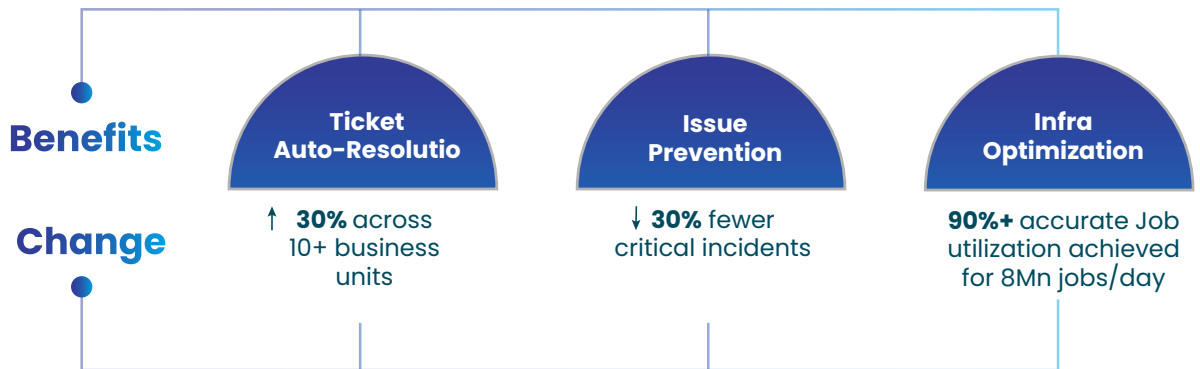 Benefits
Ticket
Auto-Resolutio
Issue
Prevention
Infra
Optimization
Change
↑ 30% across
10+ business
units
↓ 30% fewer
critical incidents
90%+ accurate Job
utilization achieved
for 8Mn jobs/day